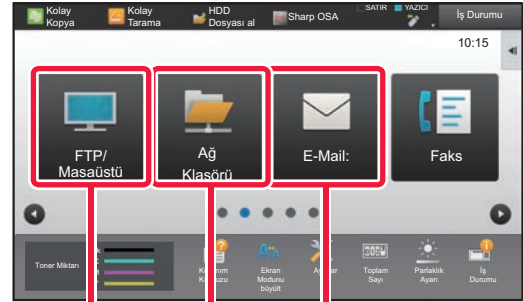 Kolay
Kopya
Kolay
Tarama
HDD
Dosyası al
Sharp OSA
SATIR
YAZICI
İş Durumu
10:15
FTP/
Masaüstü
Ağ
Klasörü
E-Mail:
Faks
Toner Miktarı
Ekran
Modunu
büyült
Toplam
Sayı
Parlaklık
Ayarı
İş
Durumu